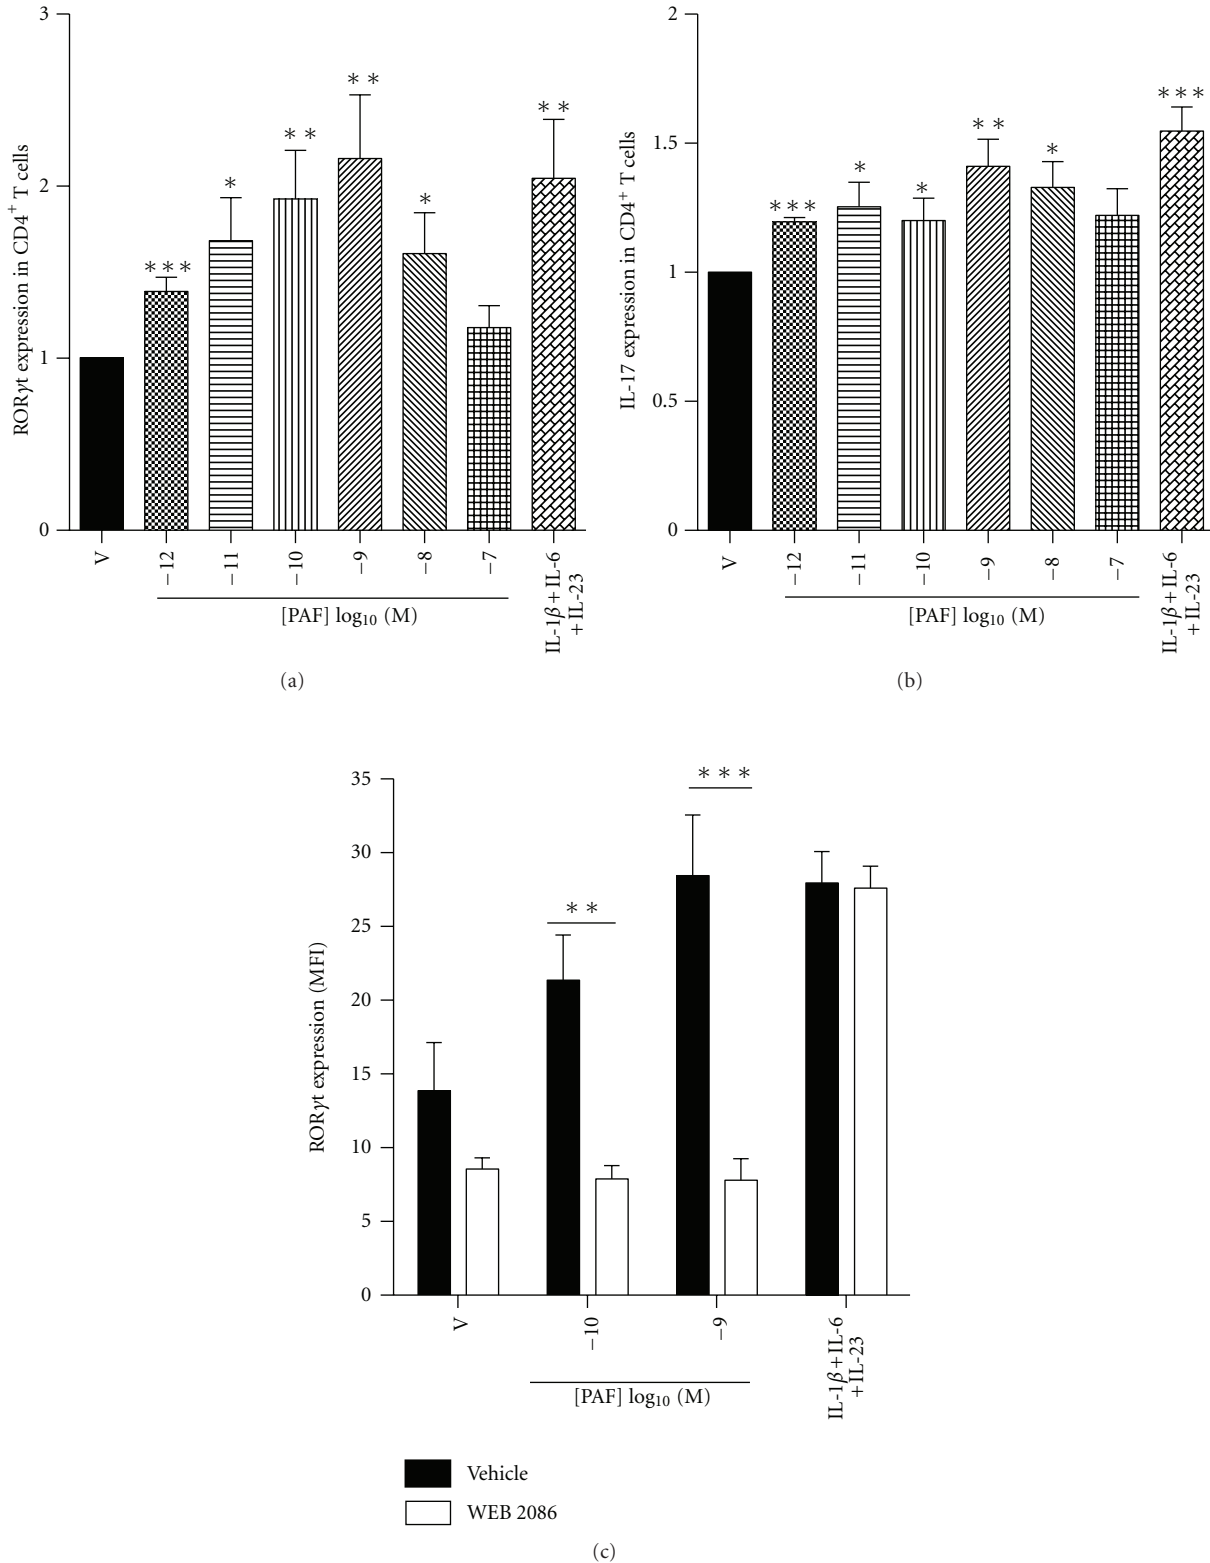 3
2
1
0
RORγt expression in CD4⁺ T cells
∗∗∗
∗
∗∗
∗∗
∗
∗∗
V
−12
−11
−10
−9
−8
−7
IL-1β+IL-6
+IL-23
[PAF] log₁₀ (M)
(a)
2
1.5
1
0.5
0
IL-17 expression in CD4⁺ T cells
∗∗∗
∗
∗
∗∗
∗
∗∗∗
V
−12
−11
−10
−9
−8
−7
IL-1β+IL-6
+IL-23
[PAF] log₁₀ (M)
(b)
35
30
25
20
15
10
5
0
RORγt expression (MFI)
∗∗
∗∗∗
V
−10
−9
IL-1β+IL-6
+IL-23
[PAF] log₁₀ (M)
Vehicle
WEB 2086
(c)